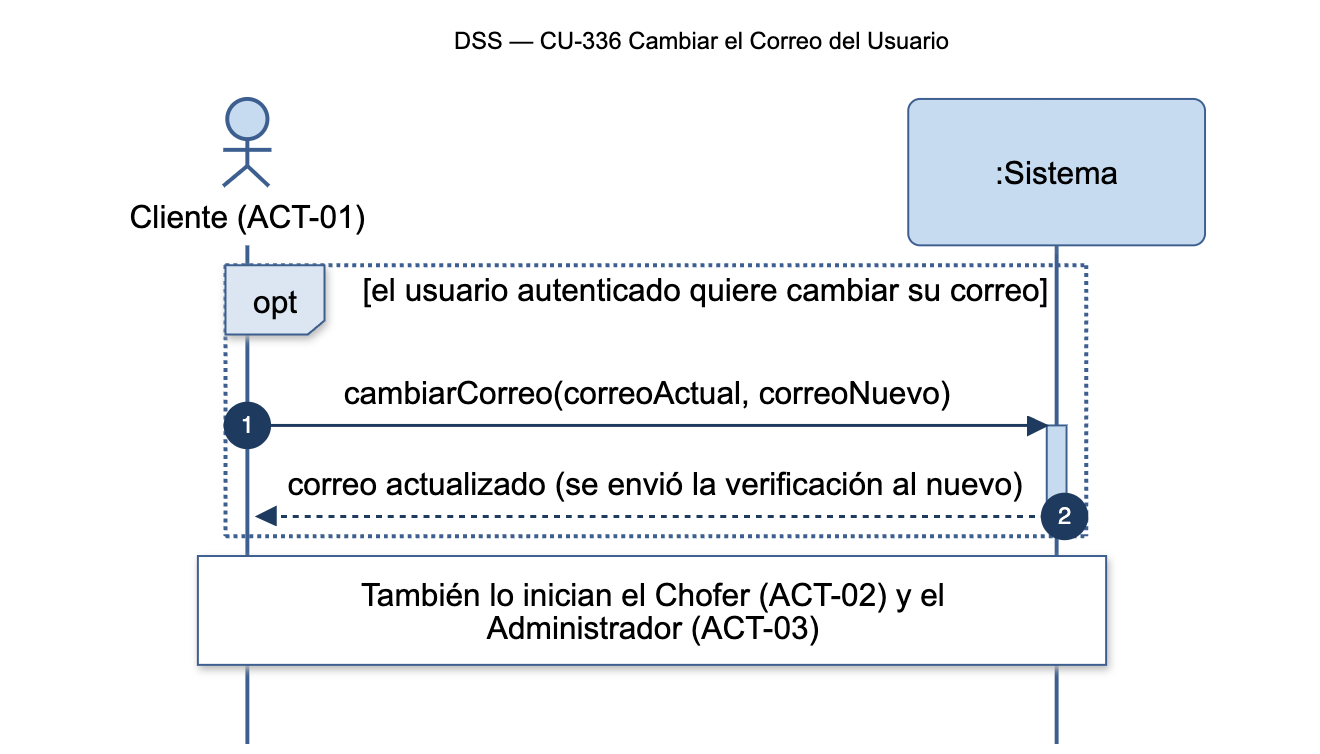 DSS — CU-336 Cambiar el Correo del Usuario
Cliente (ACT-01)
:Sistema
opt
[el usuario autenticado quiere cambiar su correo]
cambiarCorreo(correoActual, correoNuevo)
1
correo actualizado (se envió la verificación al nuevo)
2
También lo inician el Chofer (ACT-02) y el
Administrador (ACT-03)